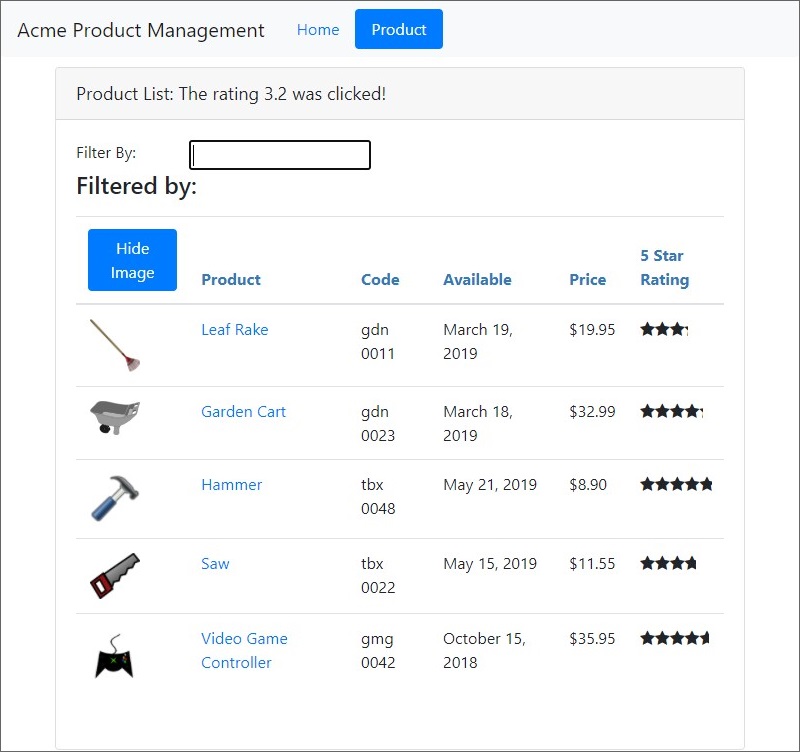 Acme Product Management Home Product
Product List: The rating 3.2 was clicked!
Filter By:
Filtered by:
Hide
Image
Product
Code
Available
Price
5 Star
Rating
Leaf Rake
gdn
0011
March 19,
2019
$19.95
Garden Cart
gdn
0023
March 18,
2019
$32.99
Hammer
tbx
0048
May 21, 2019
$8.90
Saw
tbx
0022
May 15, 2019
$11.55
Video Game
Controller
gmg
0042
October 15,
2018
$35.95